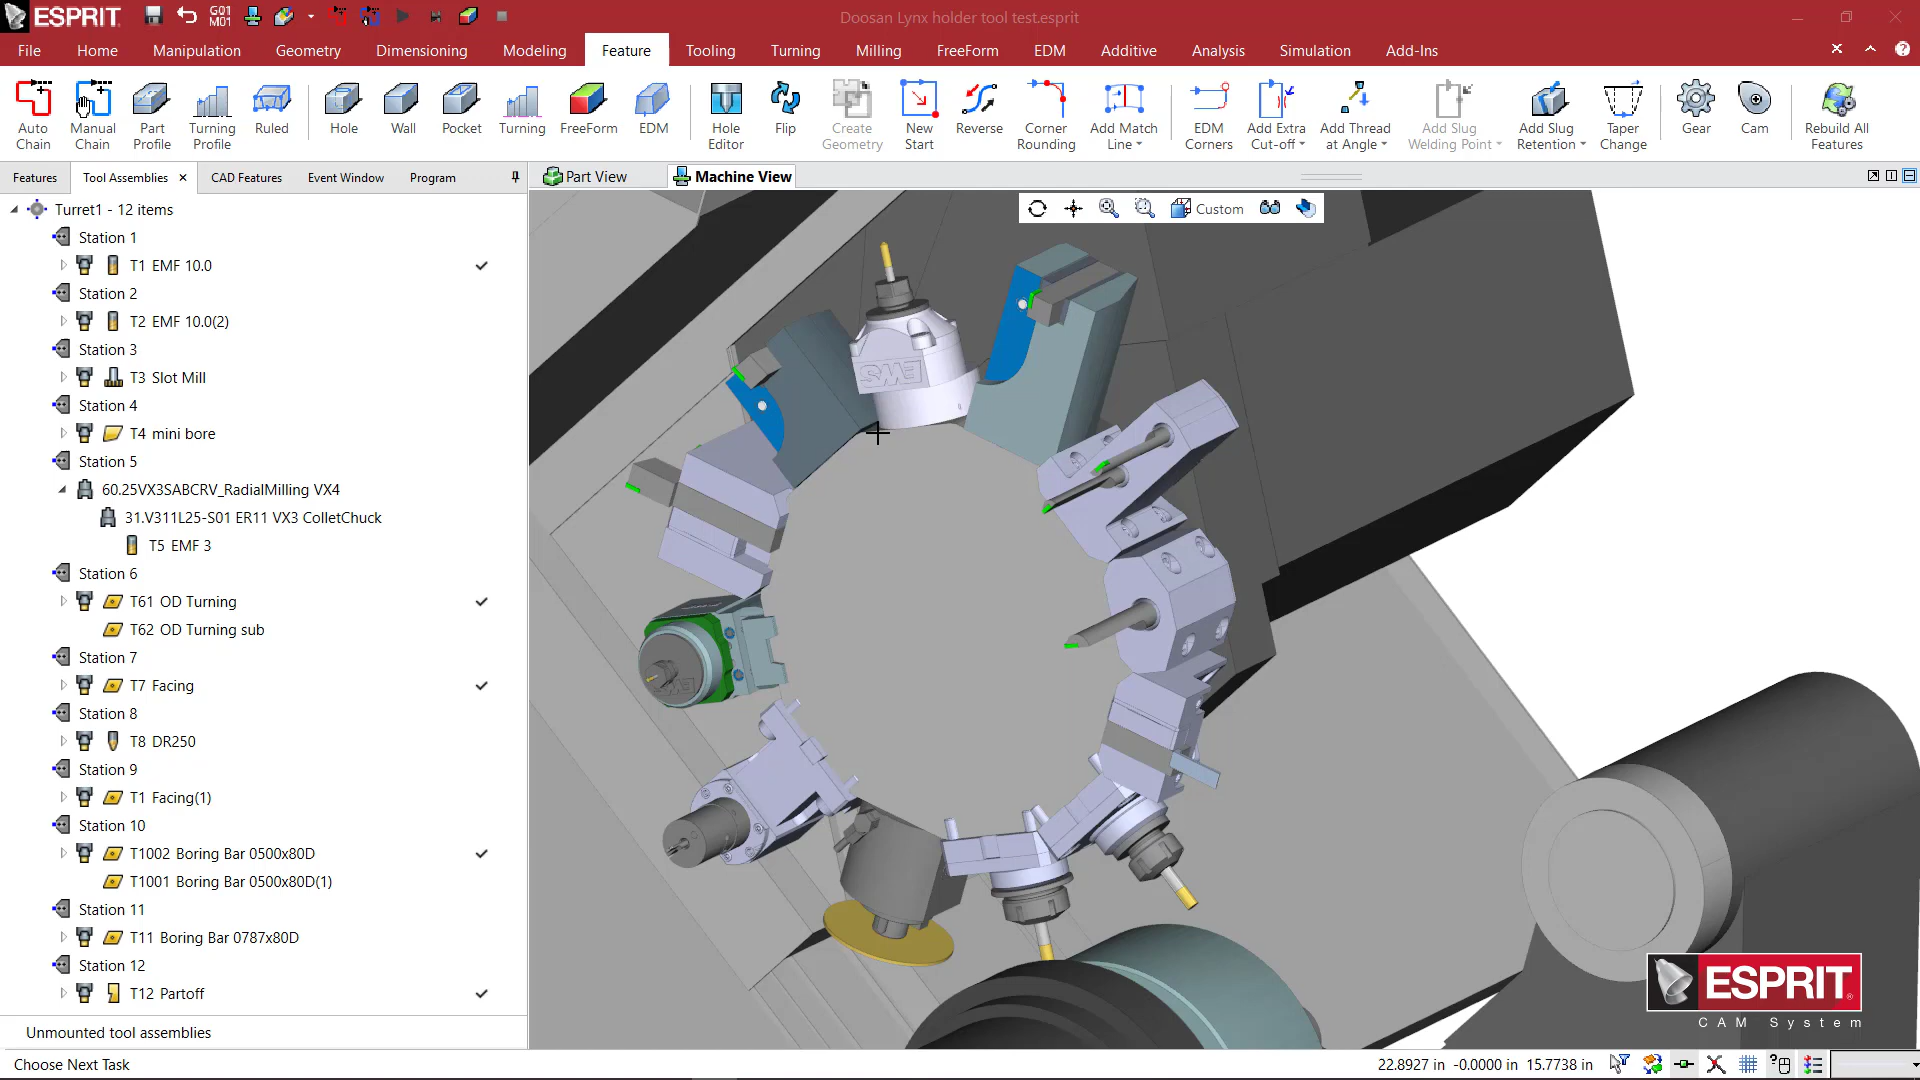 ESPRIT
G01
M01
Doosan Lynx holder tool test.esprit
File Home Manipulation Geometry Dimensioning Modeling Feature Tooling Turning Milling FreeForm EDM Additive Analysis Simulation Add-Ins
Auto Chain
Manual Chain
Part Profile
Turning Profile
Ruled
Hole
Wall
Pocket
Turning
FreeForm
EDM
Hole Editor
Flip
Create Geometry
New Start
Reverse
Corner Rounding
Add Match Line
EDM Corners
Add Extra Cut-off
Add Thread at Angle
Add Slug Welding Point
Add Slug Retention
Taper Change
Gear
Cam
Rebuild All Features
Features Tool Assemblies CAD Features Event Window Program
Part View Machine View
Custom
Turret1 - 12 items
Station 1
T1 EMF 10.0
Station 2
T2 EMF 10.0(2)
Station 3
T3 Slot Mill
Station 4
T4 mini bore
Station 5
60.25VX3SABCRV_RadialMilling VX4
31.V311L25-S01 ER11 VX3 ColletChuck
T5 EMF 3
Station 6
T61 OD Turning
T62 OD Turning sub
Station 7
T7 Facing
Station 8
T8 DR250
Station 9
T1 Facing(1)
Station 10
T1002 Boring Bar 0500x80D
T1001 Boring Bar 0500x80D(1)
Station 11
T11 Boring Bar 0787x80D
Station 12
T12 Partoff
Unmounted tool assemblies
ESPRIT
CAM System
Choose Next Task
22.8927 in -0.0000 in 15.7738 in